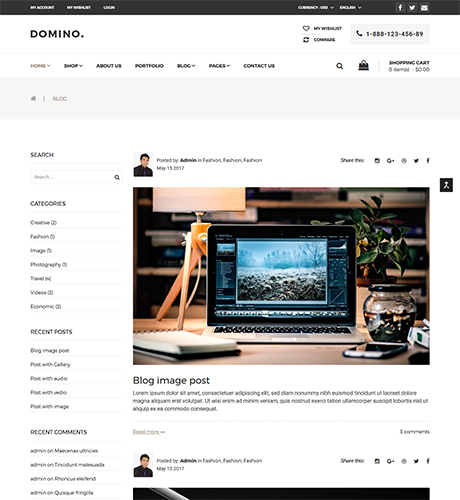 MY ACCOUNT MY WISHLIST LOGIN CURRENCY : USD ENGLISH
DOMINO.
MY WISHLIST
COMPARE
1-888-123-456-89
HOME SHOP ABOUT US PORTFOLIO BLOG PAGES CONTACT US
SHOPPING CART
0 item(s) - $0.00
BLOG
SEARCH
Search...
CATEGORIES
Creative (2)
Fashion (1)
Image (1)
Photography (1)
Travel (4)
Videos (2)
Economic (2)
RECENT POSTS
Blog image post
Post with Gallery
Post with audio
Post with vedio
Post with image
RECENT COMMENTS
admin on Maecenas ultricies
admin on Tincidunt malesuada
admin on Rhoncus eleifend
admin on Quisque fringille
Posted by: Admin in Fashion, Fashion, Fashion
May 15 2017
Share this:
Blog image post
Lorem ipsum dolor sit amet, consectetuer adipiscing elit, sed diam nonummy nibh euismod tincidunt ut laoreet dolore
magna aliquam erat volutpat. Ut wisi enim ad minim veniam, quis nostrud exerci tation ullamcorper suscipit lobortis nisl ut
aliquip ex ea commodo consequat.
Read more
3 comments
Posted by: Admin in Fashion, Fashion, Fashion
May 15 2017
Share this: